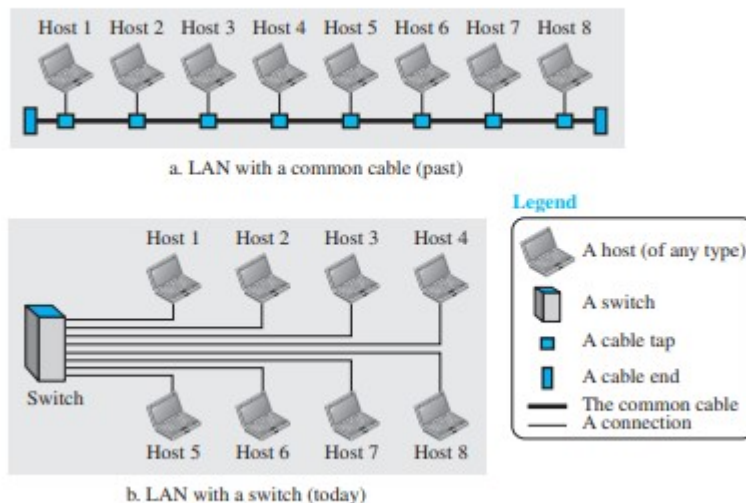 Host 1 Host 2 Host 3 Host 4 Host 5 Host 6 Host 7 Host 8
a. LAN with a common cable (past)
Legend
A host (of any type)
A switch
A cable tap
A cable end
The common cable
A connection
Host 1 Host 2 Host 3 Host 4
Switch
Host 5 Host 6 Host 7 Host 8
b. LAN with a switch (today)